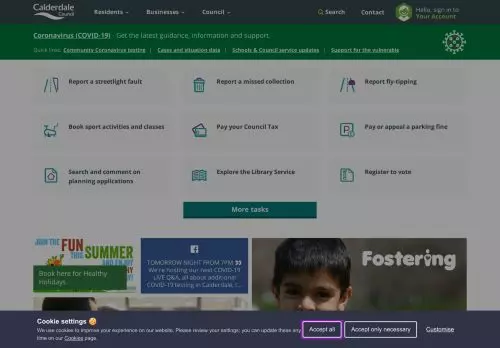 Calderdale
Council
Residents
Businesses
Council
Search
Contact
Hello, sign in to
Your Account
Coronavirus (COVID-19) Get the latest guidance, information and support.
Quick links: Community Coronavirus testing | Cases and situation data | Schools & Council service updates | Support for the vulnerable
Report a streetlight fault
Report a missed collection
Report fly-tipping
Book sport activities and classes
Pay your Council Tax
Pay or appeal a parking fine
Search and comment on
planning applications
Explore the Library Service
Register to vote
More tasks
JOIN THE FUN
THIS SUMMER
AND ENJOY
Book here for Healthy
Holidays.
TOMORROW NIGHT FROM 7PM 👀
We're hosting our next COVID-19
LIVE Q&A, all about additional
COVID-19 testing in Calderdale, t...
Fostering
Cookie settings 🍪
We use cookies to improve your experience on our website. Please review your settings; you can update these any
time on our Cookies page.
Accept all
Accept only necessary
Customise